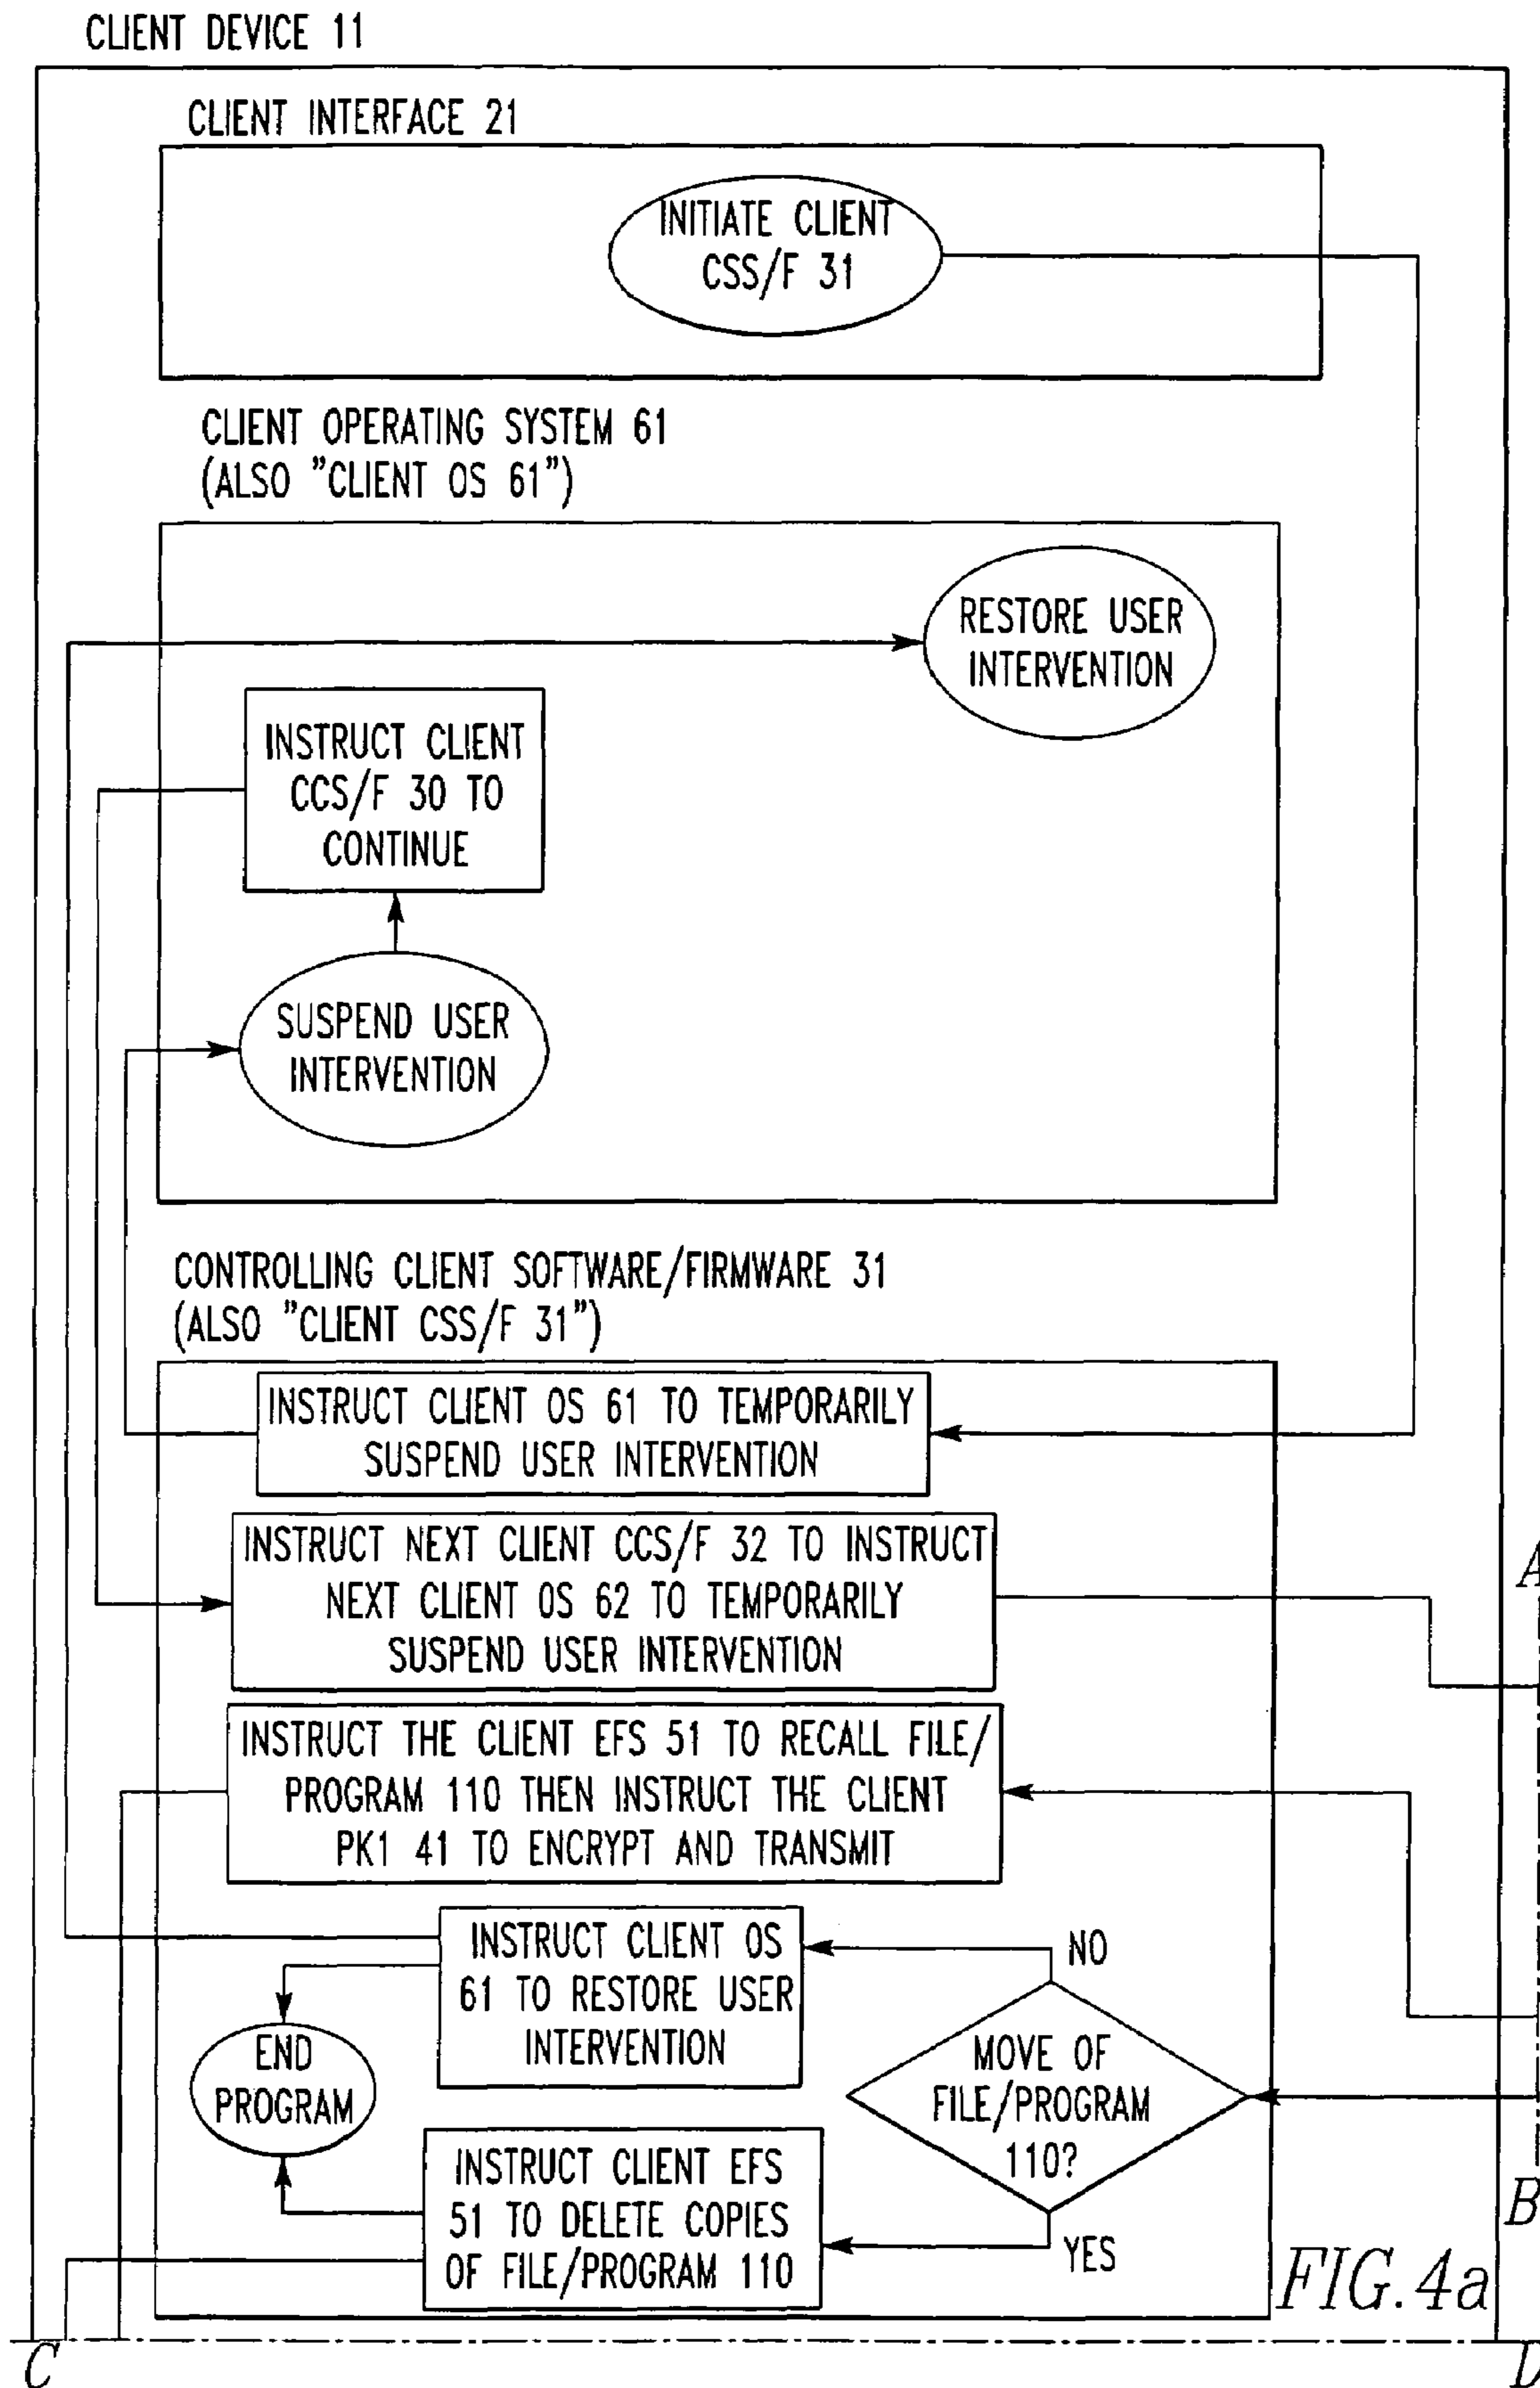 CLIENT DEVICE 11
CLIENT INTERFACE 21
INITIATE CLIENT
CSS/F 31
CLIENT OPERATING SYSTEM 61
(ALSO "CLIENT OS 61")
RESTORE USER
INTERVENTION
INSTRUCT CLIENT
CCS/F 30 TO
CONTINUE
SUSPEND USER
INTERVENTION
CONTROLLING CLIENT SOFTWARE/FIRMWARE 31
(ALSO "CLIENT CSS/F 31")
INSTRUCT CLIENT OS 61 TO TEMPORARILY
SUSPEND USER INTERVENTION
INSTRUCT NEXT CLIENT CCS/F 32 TO INSTRUCT
NEXT CLIENT OS 62 TO TEMPORARILY
SUSPEND USER INTERVENTION
A
INSTRUCT THE CLIENT EFS 51 TO RECALL FILE/
PROGRAM 110 THEN INSTRUCT THE CLIENT
PK1 41 TO ENCRYPT AND TRANSMIT
INSTRUCT CLIENT OS
61 TO RESTORE USER
INTERVENTION
NO
END
PROGRAM
MOVE OF
FILE/PROGRAM
110?
INSTRUCT CLIENT EFS
51 TO DELETE COPIES
OF FILE/PROGRAM 110
YES
B
FIG. 4a
C
D